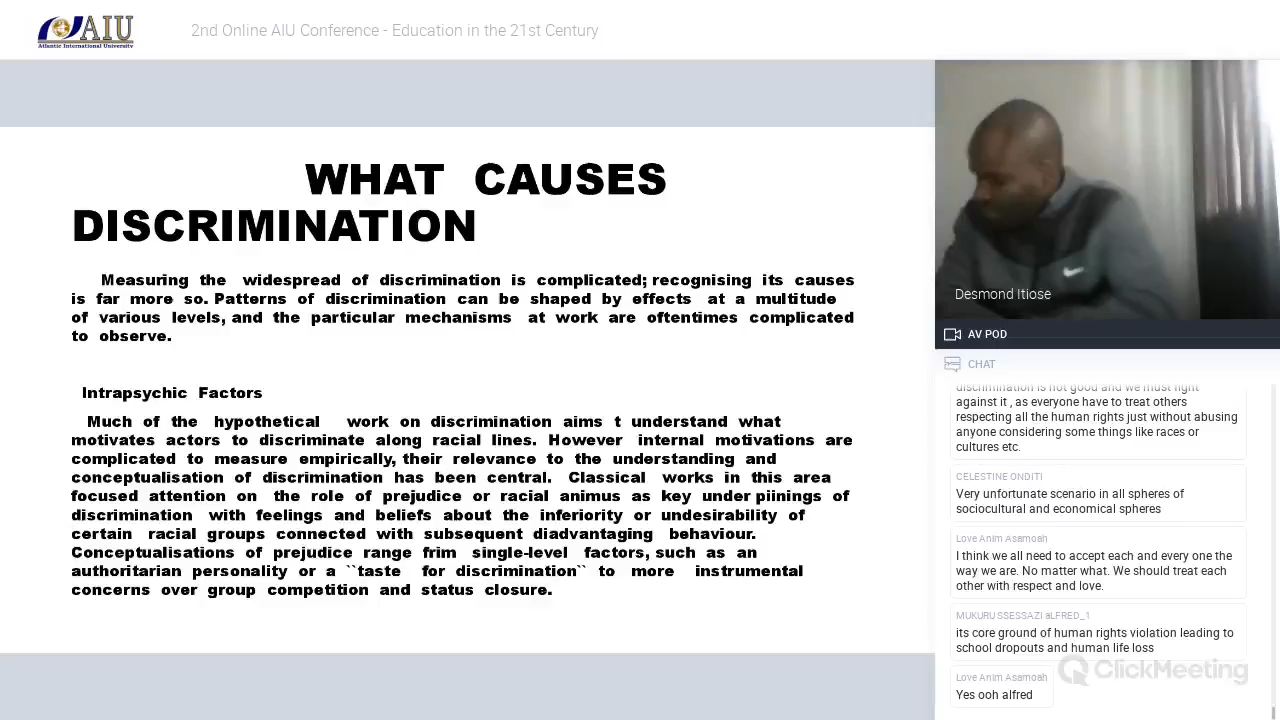 AIU
Atlantic International University
2nd Online AIU Conference - Education in the 21st Century
WHAT CAUSES
DISCRIMINATION
Measuring the widespread of discrimination is complicated; recognising its causes
is far more so. Patterns of discrimination can be shaped by effects at a multitude
of various levels, and the particular mechanisms at work are oftentimes complicated
to observe.
Intrapsychic Factors
Much of the hypothetical work on discrimination aims t understand what
motivates actors to discriminate along racial lines. However internal motivations are
complicated to measure empirically, their relevance to the understanding and
conceptualisation of discrimination has been central. Classical works in this area
focused attention on the role of prejudice or racial animus as key under piinings of
discrimination with feelings and beliefs about the inferiority or undesirability of
certain racial groups connected with subsequent diadvantaging behaviour.
Conceptualisations of prejudice range frim single-level factors, such as an
authoritarian personality or a ``taste for discrimination`` to more instrumental
concerns over group competition and status closure.
Desmond Itiose
AV POD
CHAT
discrimination is not good and we must fight
against it , as everyone have to treat others
respecting all the human rights just without abusing
anyone considering some things like races or
cultures etc.
CELESTINE ONDITI
Very unfortunate scenario in all spheres of
sociocultural and economical spheres
Love Anim Asamoah
I think we all need to accept each and every one the
way we are. No matter what. We should treat each
other with respect and love.
MUKURU SSESSAZI aLFRED_1
its core ground of human rights violation leading to
school dropouts and human life loss
Love Anim Asamoah
Yes ooh alfred
ClickMeeting